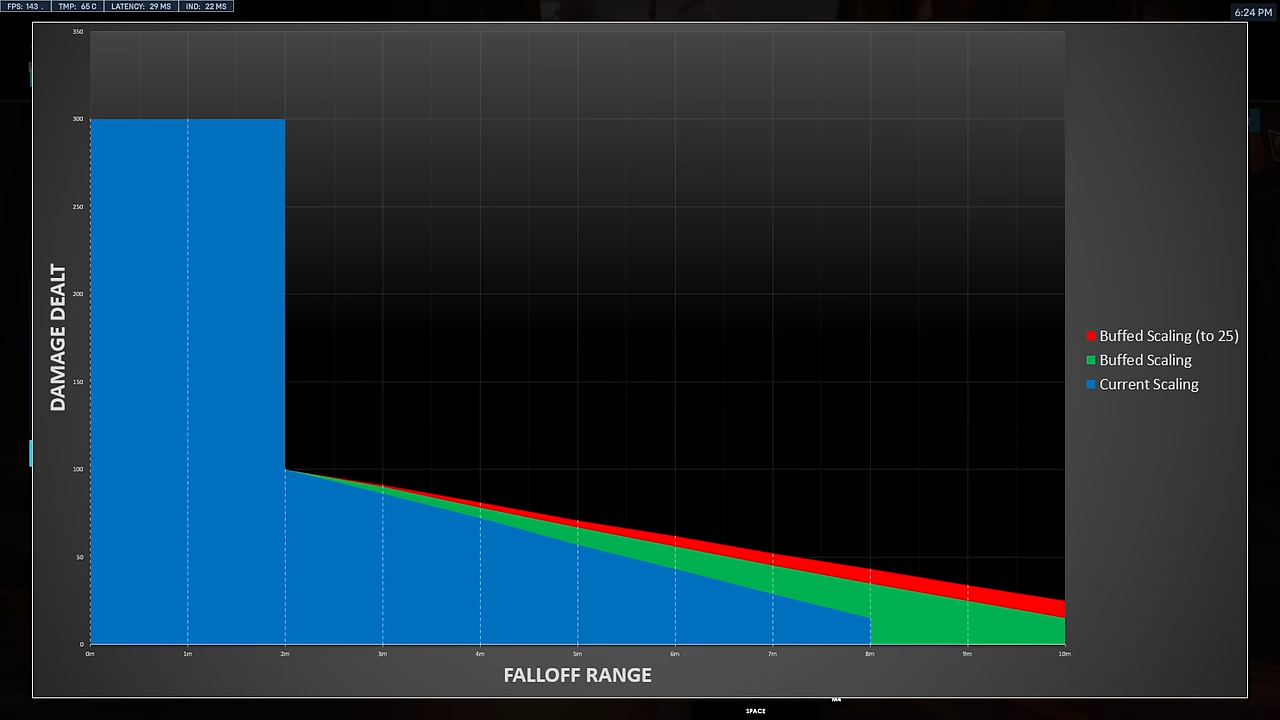 FPS: 143 . TMP: 65 C LATENCY: 29 MS IND: 22 MS
6:24 PM
350
300
250
200
150
100
50
0
DAMAGE DEALT
0m 1m 2m 3m 4m 5m 6m 7m 8m 9m 10m
FALLOFF RANGE
Buffed Scaling (to 25)
Buffed Scaling
Current Scaling
SPACE